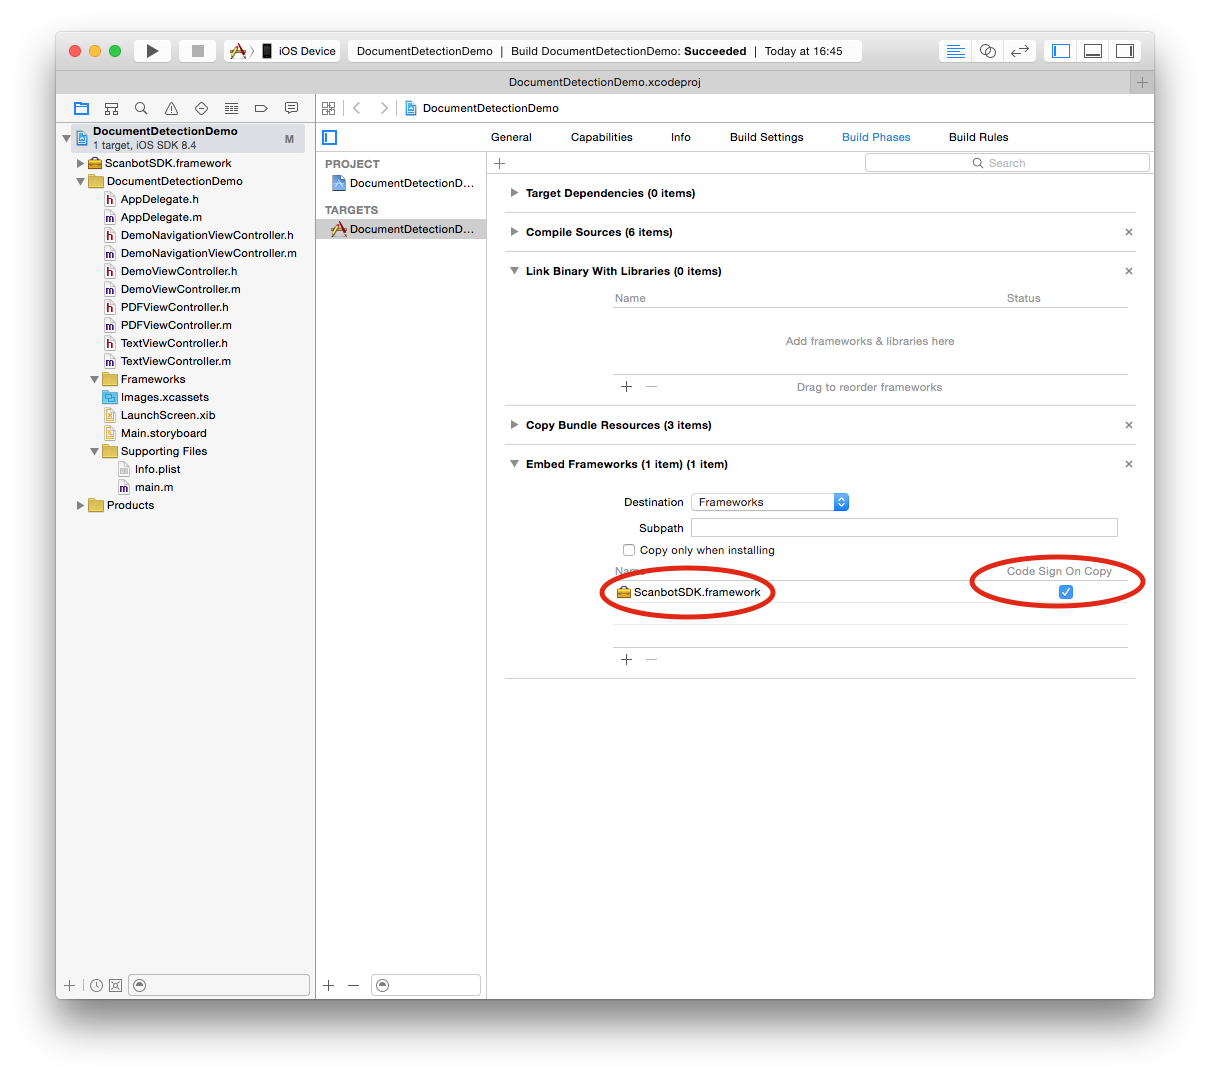 iOS Device
DocumentDetectionDemo | Build DocumentDetectionDemo: Succeeded | Today at 16:45
DocumentDetectionDemo.xcodeproj
DocumentDetectionDemo
1 target, iOS SDK 8.4
M
ScanbotSDK.framework
DocumentDetectionDemo
AppDelegate.h
AppDelegate.m
DemoNavigationViewController.h
DemoNavigationViewController.m
DemoViewController.h
DemoViewController.m
PDFViewController.h
PDFViewController.m
TextViewController.h
TextViewController.m
Frameworks
Images.xcassets
LaunchScreen.xib
Main.storyboard
Supporting Files
Info.plist
main.m
Products
DocumentDetectionDemo
General Capabilities Info Build Settings Build Phases Build Rules
PROJECT
DocumentDetectionD...
TARGETS
DocumentDetectionD...
Search
Target Dependencies (0 items)
Compile Sources (6 items)
Link Binary With Libraries (0 items)
Name Status
Add frameworks & libraries here
Drag to reorder frameworks
Copy Bundle Resources (3 items)
Embed Frameworks (1 item) (1 item)
Destination Frameworks
Subpath
Copy only when installing
Name Code Sign On Copy
ScanbotSDK.framework